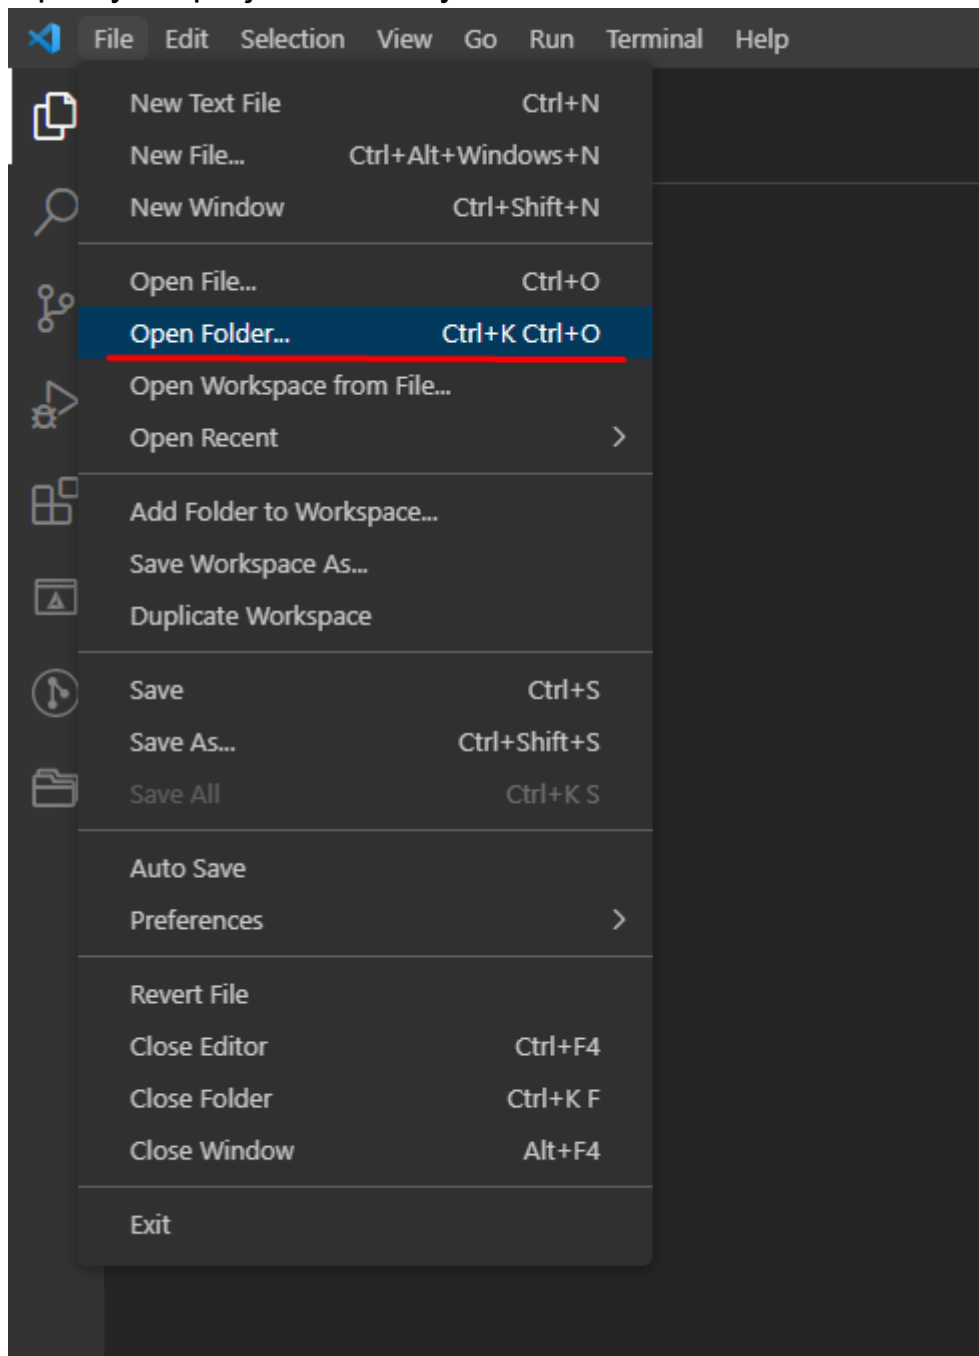 File Edit Selection View Go Run Terminal Help
New Text File Ctrl+N
New File... Ctrl+Alt+Windows+N
New Window Ctrl+Shift+N
Open File... Ctrl+O
Open Folder... Ctrl+K Ctrl+O
Open Workspace from File...
Open Recent
Add Folder to Workspace...
Save Workspace As...
Duplicate Workspace
Save Ctrl+S
Save As... Ctrl+Shift+S
Save All Ctrl+K S
Auto Save
Preferences
Revert File
Close Editor Ctrl+F4
Close Folder Ctrl+K F
Close Window Alt+F4
Exit